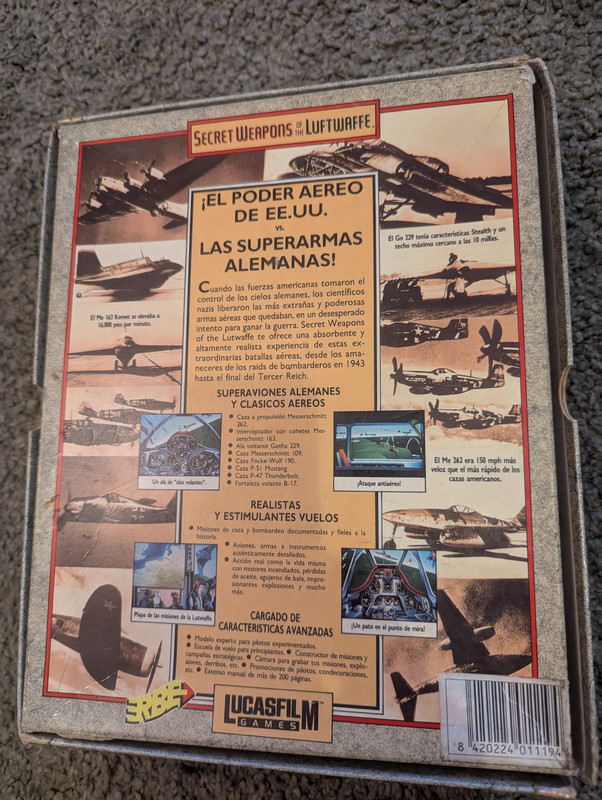 SECRET WEAPONS OF THE LUFTWAFFE
¡EL PODER AEREO
DE EE.UU.
vs.
LAS SUPERARMAS
ALEMANAS!
Cuando las fuerzas americanas tomaron el
control de los cielos alemanes, los científicos
nazis liberaron las más extrañas y poderosas
armas aéreas que quedaban, en un desesperado
intento para ganar la guerra. Secret Weapons
of the Lutwaffe te ofrece una absorbente y
altamente realista experiencia de estas ex-
traordinarias batallas aéreas, desde los ama-
neceres de los raids de bombarderos en 1943
hasta el final del Tercer Reich.
SUPERAVIONES ALEMANES
Y CLASICOS AEREOS
Caza a propulsión Messerschmitt
262.
Interceptador con cohetes Mes-
serschmitt 163.
Ala voltante Gotha 229.
Caza Messerschmitt 109.
Caza Focke-Wulf 190.
Caza P-51 Mustang.
Caza P-47 Thunderbolt.
Fortaleza volante B-17.
REALISTAS
Y ESTIMULANTES VUELOS
Misiones de caza y bombardeo documentadas y fieles a la
historia.
Aviones, armas e instrumentos
auténticamente detallados.
Acción real como la vida misma
con motores incendiados, pérdidas
de aceite, agujeros de bala, impre-
sionantes explosiones y mucho
más.
CARGADO DE
CARACTERISTICAS AVANZADAS
Modelo experto para pilotos experimentados.
Escuela de vuelo para principiantes. Constructor de misiones y
campañas estratégicas. Cámara para grabar tus misiones, explo-
siones, derribos, etc. Promociones de pilotos, condecoraciones,
etc. Extenso manual de más de 200 páginas.
El Me 163 Komet se elevaba a
16.000 pies por minuto.
El Go 229 tenía características Stealth y un
techo máximo cercano a las 10 millas.
El Me 262 era 150 mph más
veloz que el más rápido de los
cazas americanos.
Un ala de "alas volantes".
¡Ataque antiaéreo!
Mapa de las misiones de la Luftwaffe.
¡Un pato en el punto de mira!
ERBE
LUCASFILM™
GAMES
8 420224 011194